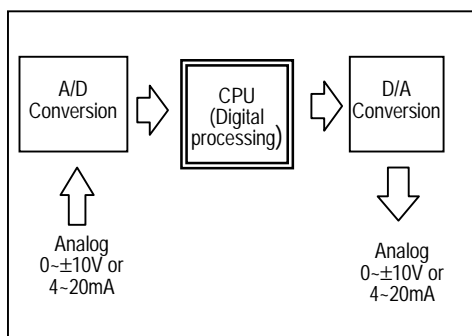 A/D
Conversion
CPU
(Digital
processing)
D/A
Conversion
Analog
0~±10V or
4~20mA
Analog
0~±10V or
4~20mA